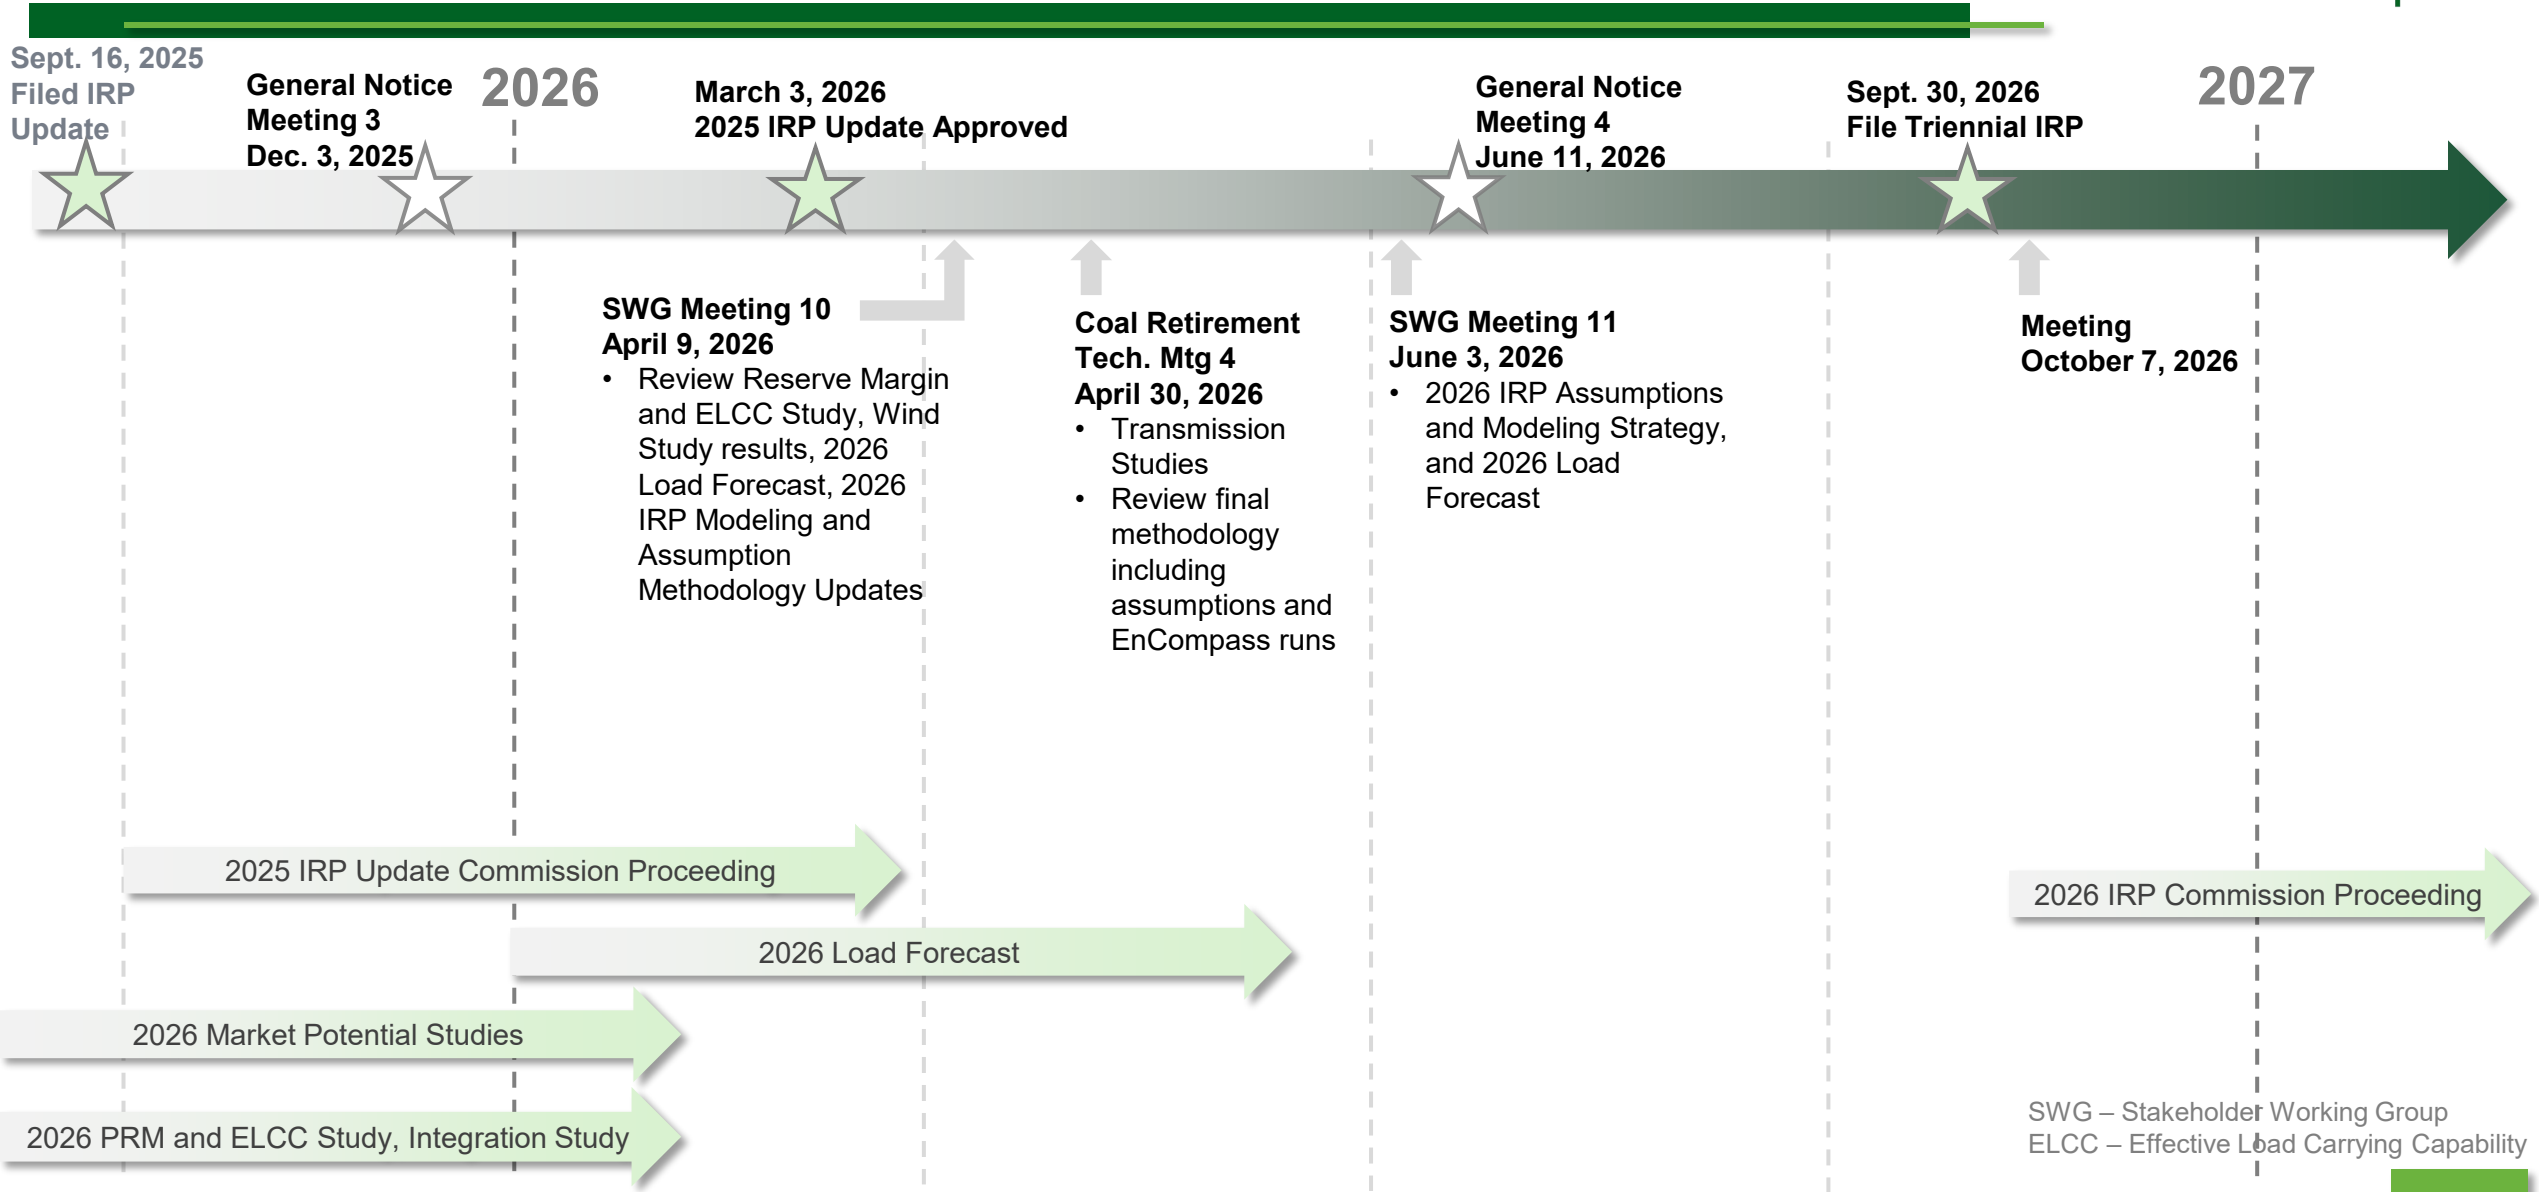 Sept. 16, 2025
Filed IRP
Update
General Notice
Meeting 3
Dec. 3, 2025
2026
March 3, 2026
2025 IRP Update Approved
General Notice
Meeting 4
June 11, 2026
Sept. 30, 2026
File Triennial IRP
2027
SWG Meeting 10
April 9, 2026
• Review Reserve Margin
and ELCC Study, Wind
Study results, 2026
Load Forecast, 2026
IRP Modeling and
Assumption
Methodology Updates
Coal Retirement
Tech. Mtg 4
April 30, 2026
• Transmission
Studies
• Review final
methodology
including
assumptions and
EnCompass runs
SWG Meeting 11
June 3, 2026
• 2026 IRP Assumptions
and Modeling Strategy,
and 2026 Load
Forecast
Meeting
October 7, 2026
2025 IRP Update Commission Proceeding
2026 IRP Commission Proceeding
2026 Load Forecast
2026 Market Potential Studies
2026 PRM and ELCC Study, Integration Study
SWG – Stakeholder Working Group
ELCC – Effective Load Carrying Capability